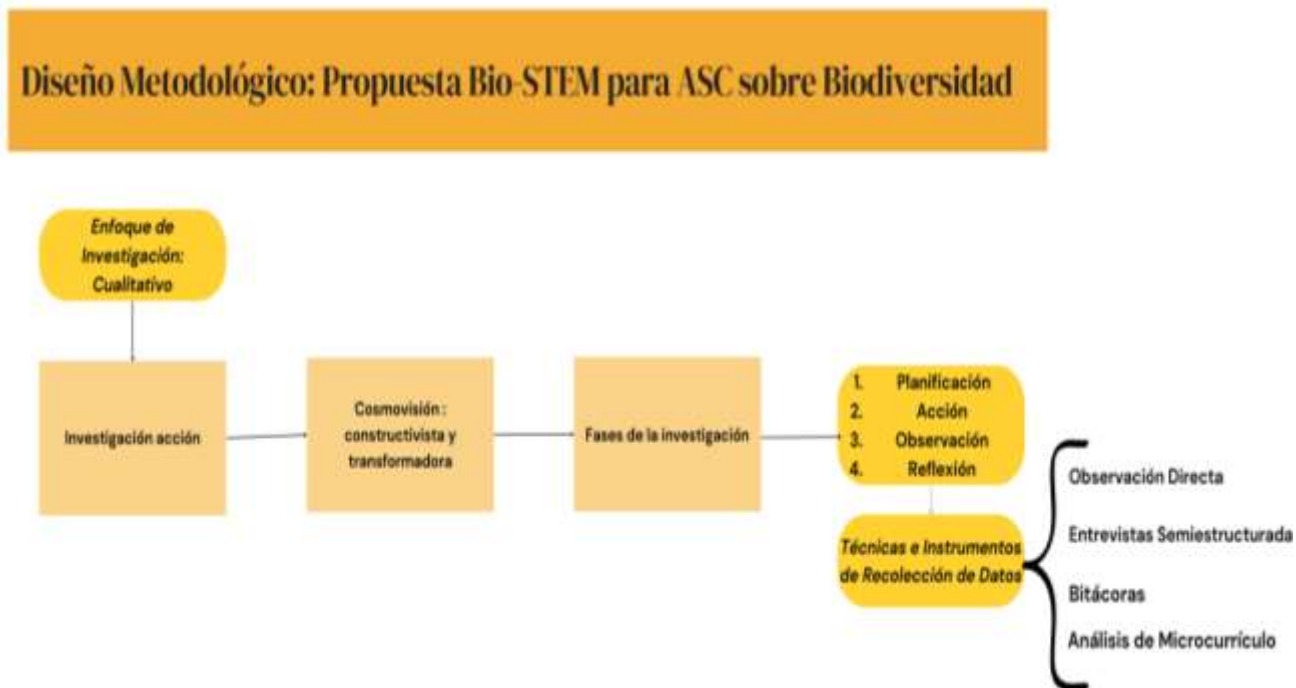 Diseño Metodológico: Propuesta Bio-STEM para ASC sobre Biodiversidad
Enfoque de
Investigación:
Cualitativo
Investigación acción
Cosmovisión :
constructivista y
transformadora
Fases de la investigación
1. Planificación
2. Acción
3. Observación
4. Reflexión
Técnicas e Instrumentos
de Recolección de Datos
Observación Directa
Entrevistas Semiestructurada
Bitácoras
Análisis de Microcurrículo